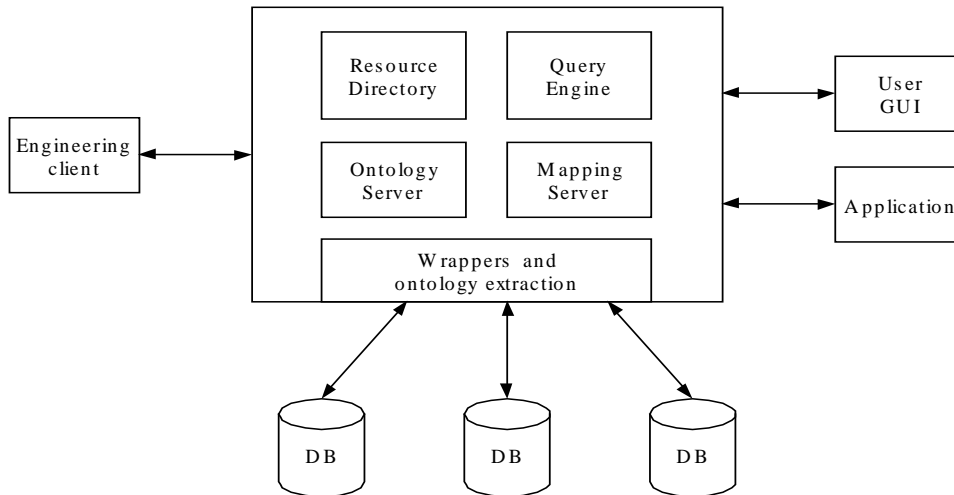 Resource
Directory
Query
Engine
User
GUI
Engineering
client
Ontology
Server
Mapping
Server
Application
Wrappers and
ontology extraction
DB
DB
DB